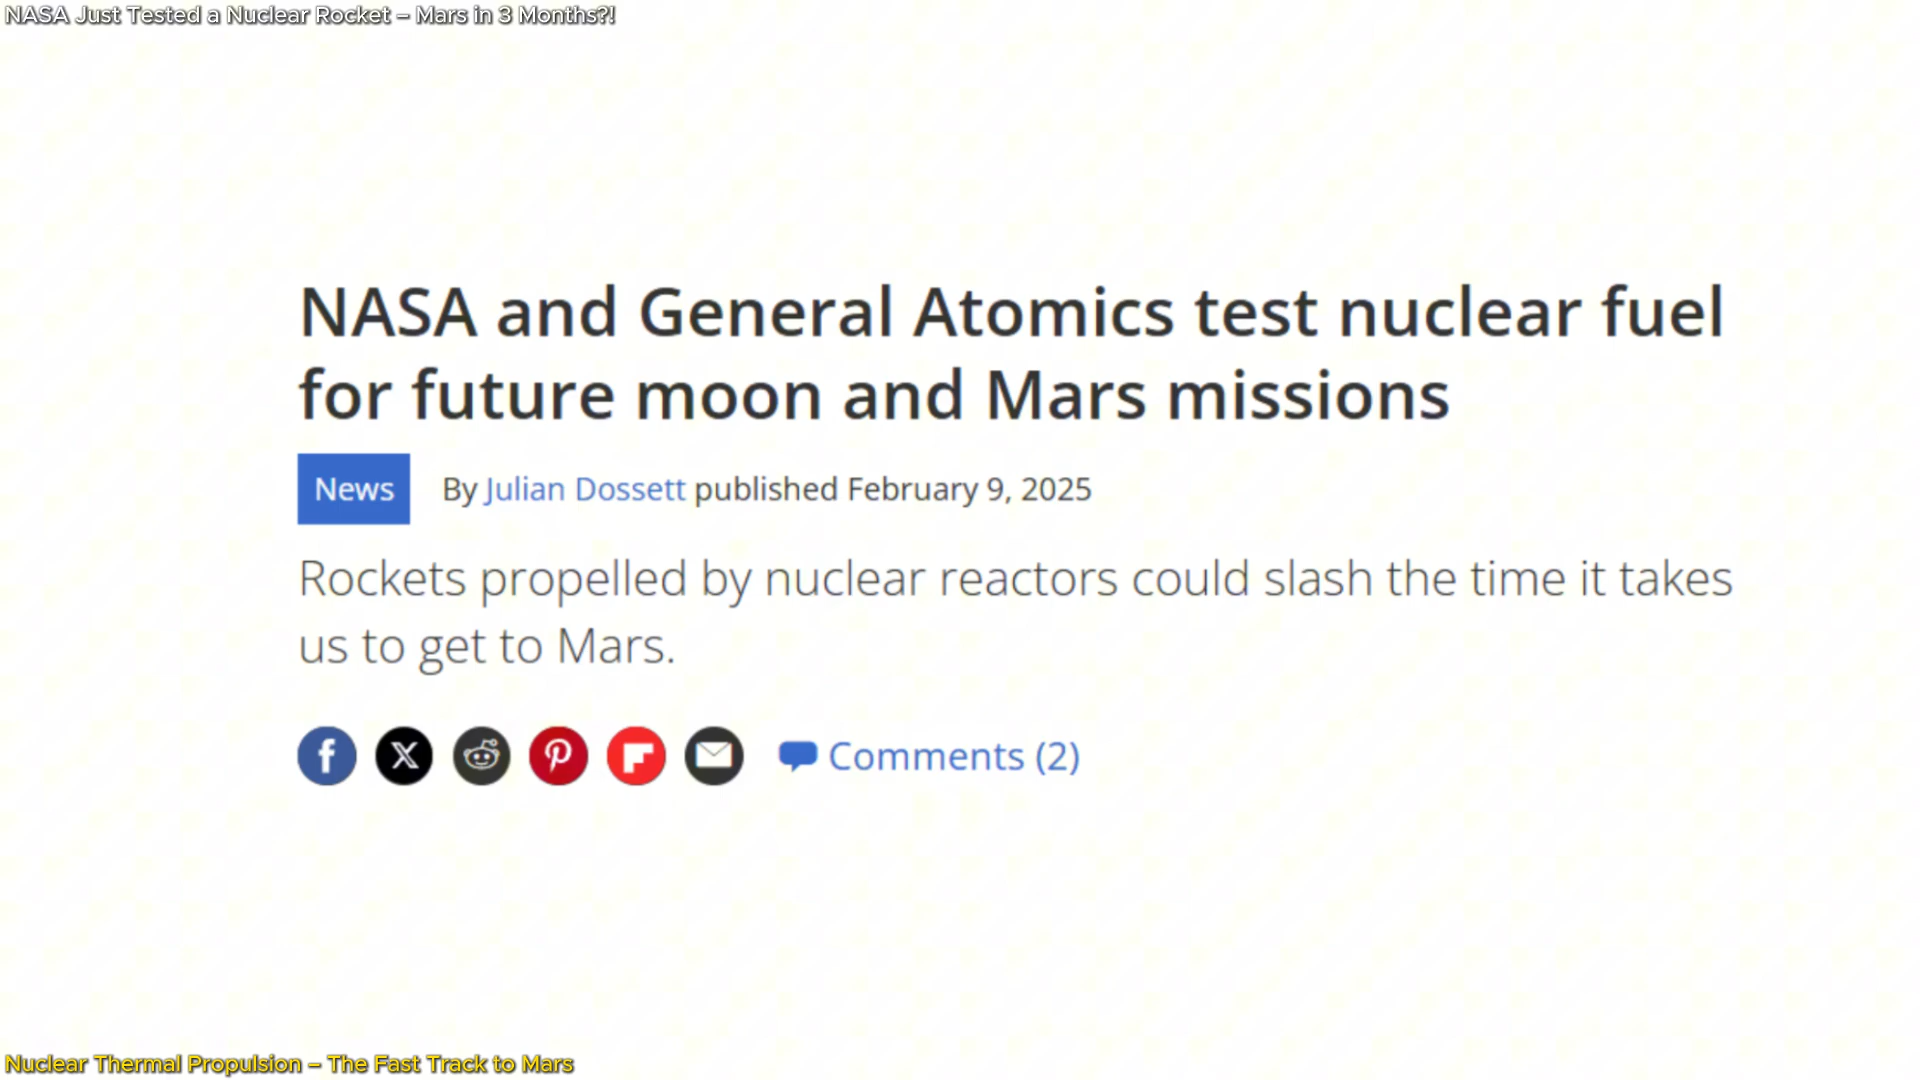 NASA Just Tested a Nuclear Rocket – Mars in 3 Months?!
NASA and General Atomics test nuclear fuel
for future moon and Mars missions
News By Julian Dossett published February 9, 2025
Rockets propelled by nuclear reactors could slash the time it takes
us to get to Mars.
Comments (2)
Nuclear Thermal Propulsion – The Fast Track to Mars